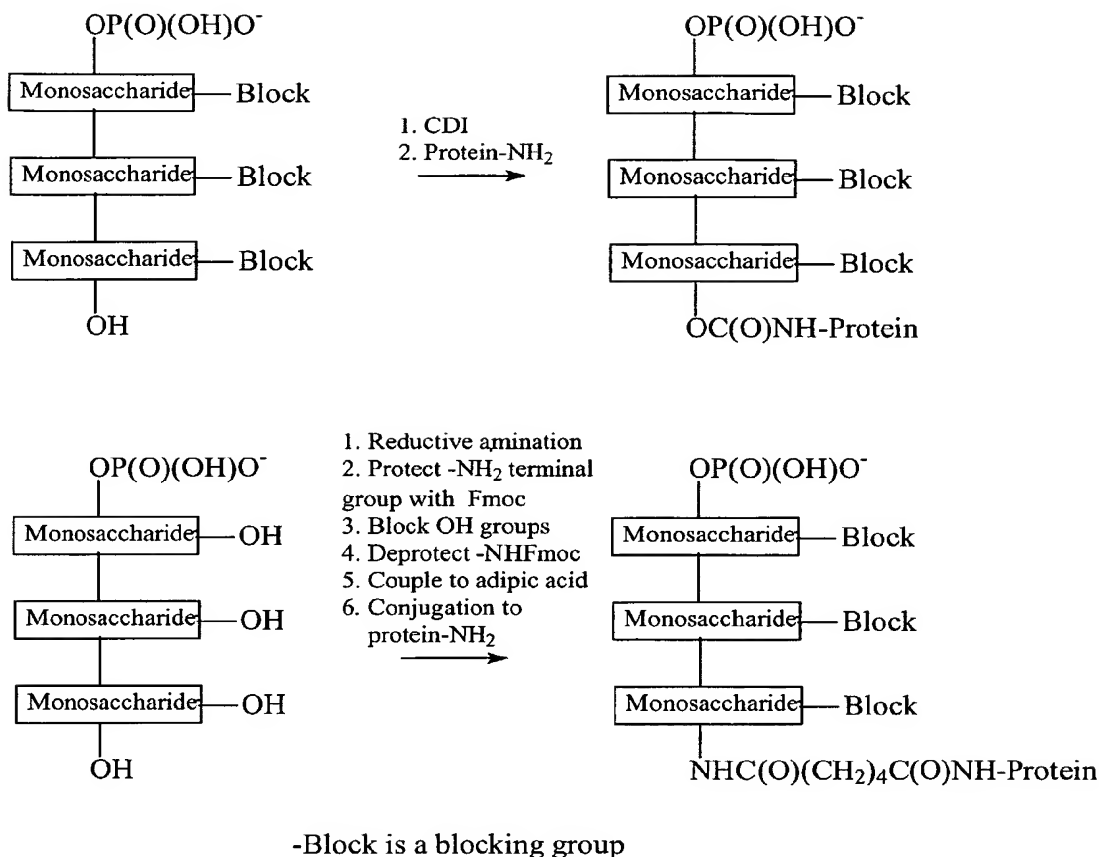 OP(O)(OH)O⁻
Monosaccharide Block
Monosaccharide Block
Monosaccharide Block
OH
1. CDI
2. Protein-NH₂
OP(O)(OH)O⁻
Monosaccharide Block
Monosaccharide Block
Monosaccharide Block
OC(O)NH-Protein
OP(O)(OH)O⁻
Monosaccharide OH
Monosaccharide OH
Monosaccharide OH
OH
1. Reductive amination
2. Protect -NH₂ terminal
group with Fmoc
3. Block OH groups
4. Deprotect -NHFmoc
5. Couple to adipic acid
6. Conjugation to
protein-NH₂
OP(O)(OH)O⁻
Monosaccharide Block
Monosaccharide Block
Monosaccharide Block
NHC(O)(CH₂)₄C(O)NH-Protein
-Block is a blocking group